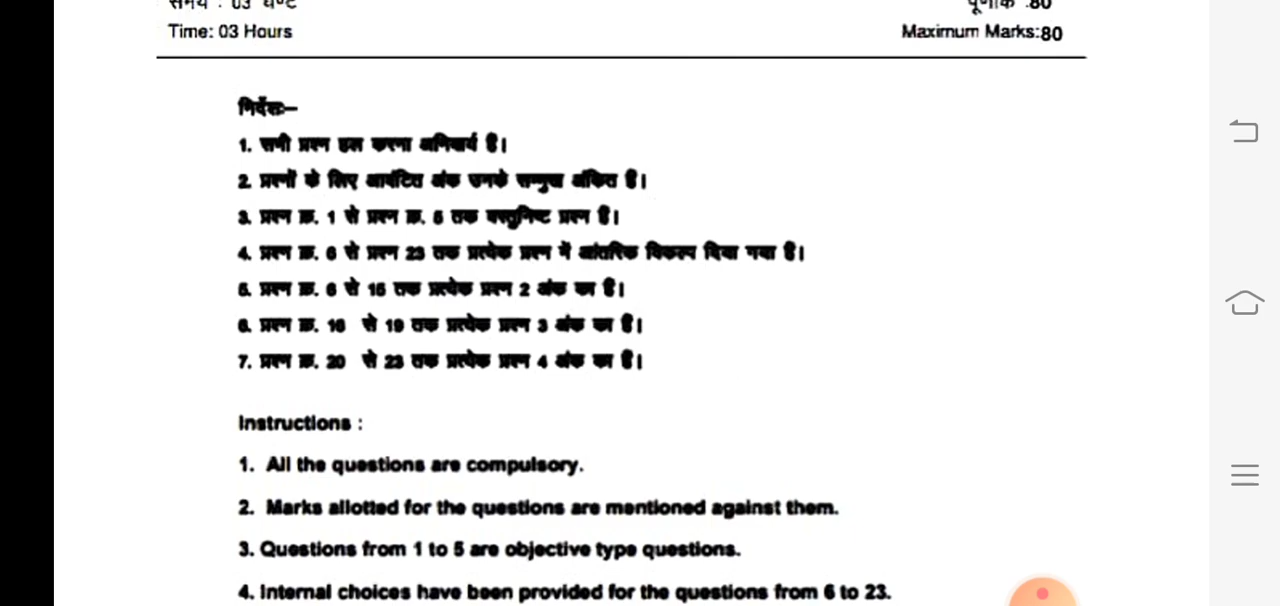 समय : 03 घण्टे
पूर्णांक :80
Time: 03 Hours
Maximum Marks:80
निर्देश:–
1. सभी प्रश्न हल करना अनिवार्य हैं।
2. प्रश्नों के लिए आवंटित अंक उनके सम्मुख अंकित हैं।
3. प्रश्न क्र. 1 से प्रश्न क्र. 5 तक वस्तुनिष्ट प्रश्न हैं।
4. प्रश्न क्र. 6 से प्रश्न 23 तक प्रत्येक प्रश्न में आंतरिक विकल्प दिया गया है।
5. प्रश्न क्र. 6 से 15 तक प्रत्येक प्रश्न 2 अंक का है।
6. प्रश्न क्र. 16 से 19 तक प्रत्येक प्रश्न 3 अंक का है।
7. प्रश्न क्र. 20 से 23 तक प्रत्येक प्रश्न 4 अंक का है।
Instructions :
1. All the questions are compulsory.
2. Marks allotted for the questions are mentioned against them.
3. Questions from 1 to 5 are objective type questions.
4. Internal choices have been provided for the questions from 6 to 23.